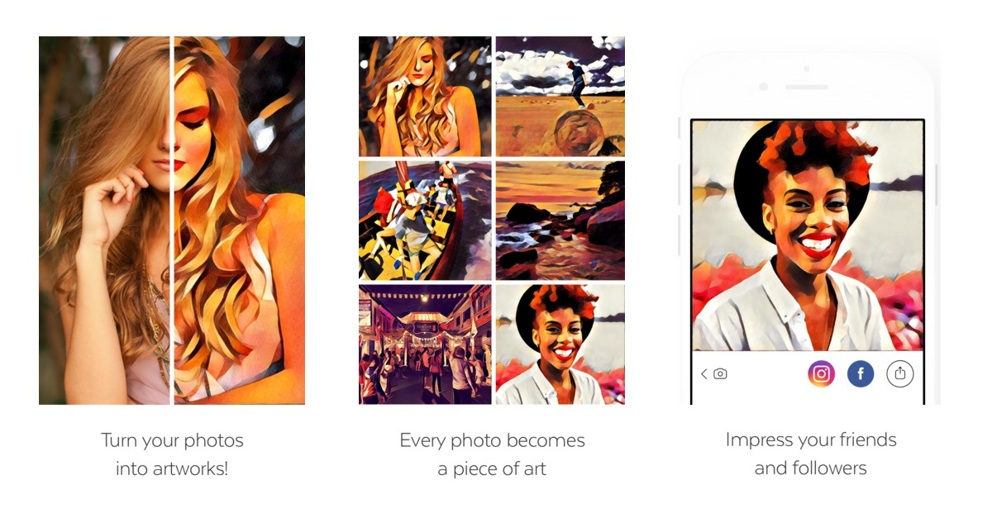 Turn your photos
into artworks!
Every photo becomes
a piece of art
Impress your friends
and followers